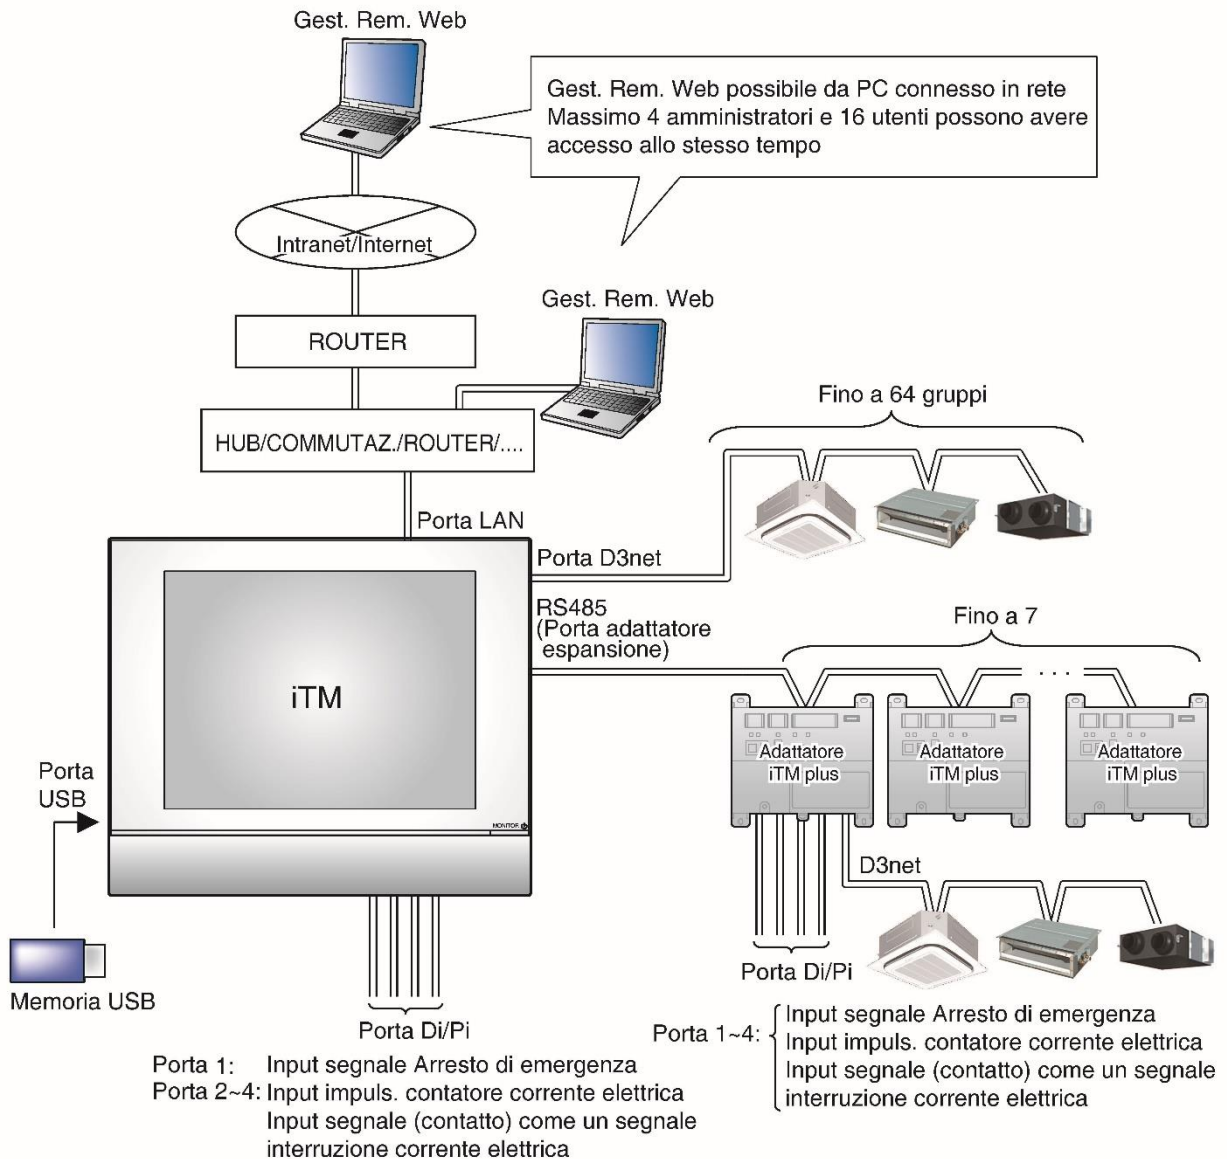 Gest. Rem. Web
Gest. Rem. Web possibile da PC connesso in rete
Massimo 4 amministratori e 16 utenti possono avere
accesso allo stesso tempo
Intranet/Internet
Gest. Rem. Web
ROUTER
HUB/COMMUTAZ./ROUTER/....
Fino a 64 gruppi
Porta LAN
Porta D3net
RS485
(Porta adattatore
espansione)
Fino a 7
iTM
. . .
Adattatore
iTM plus
Adattatore
iTM plus
Adattatore
iTM plus
Porta
USB
MONITOR
D3net
Memoria USB
Porta Di/Pi
Porta Di/Pi
Porta 1: Input segnale Arresto di emergenza
Porta 2~4: Input impuls. contatore corrente elettrica
Input segnale (contatto) come un segnale
interruzione corrente elettrica
Porta 1~4: Input segnale Arresto di emergenza
Input impuls. contatore corrente elettrica
Input segnale (contatto) come un segnale
interruzione corrente elettrica